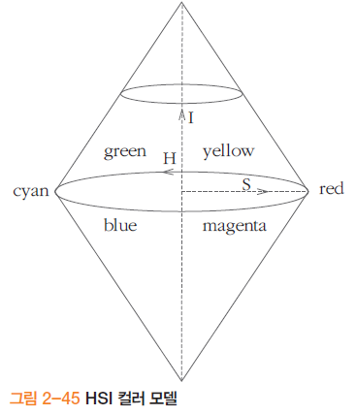 I
green H yellow
cyan S red
blue magenta
그림 2-45 HSI 컬러 모델